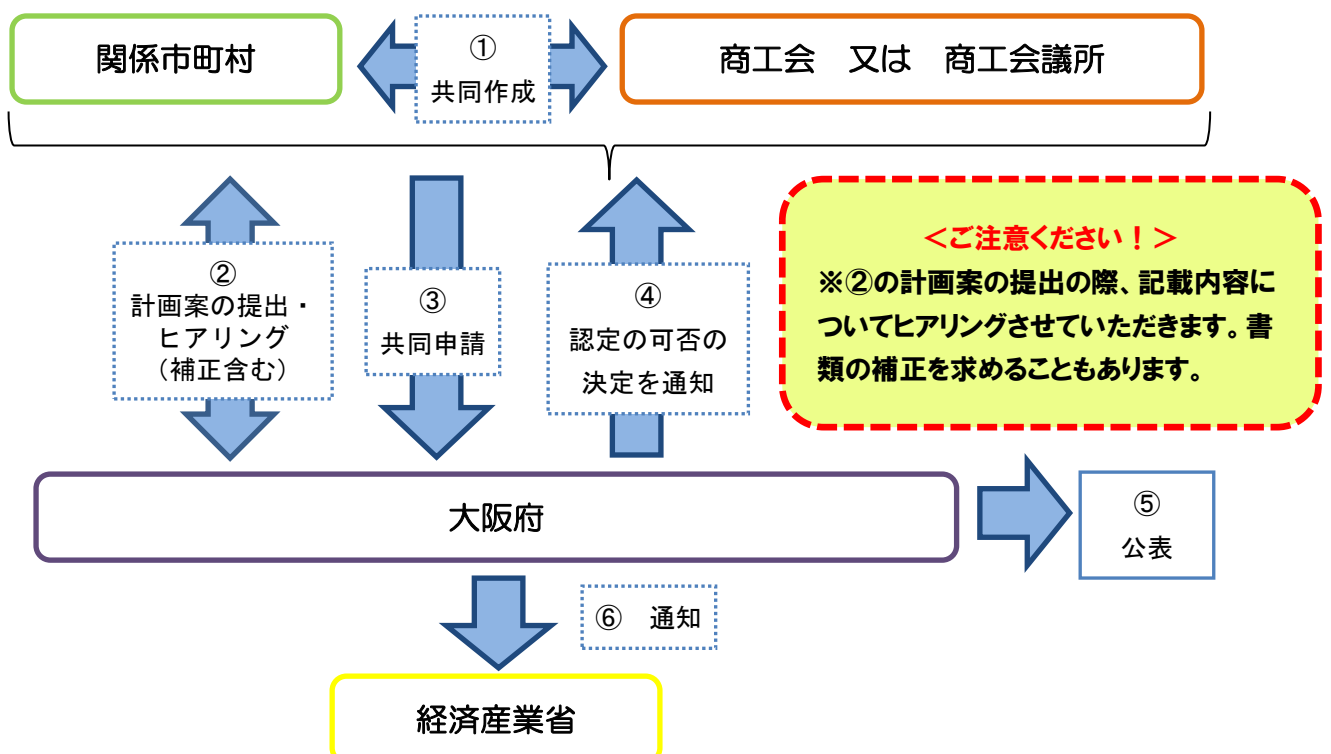 関係市町村
①
共同作成
商工会　又は　商工会議所
②
計画案の提出・
ヒアリング
（補正含む）
③
共同申請
④
認定の可否の
決定を通知
＜ご注意ください！＞
※②の計画案の提出の際、記載内容に
ついてヒアリングさせていただきます。書
類の補正を求めることもあります。
大阪府
⑤
公表
⑥　通知
経済産業省